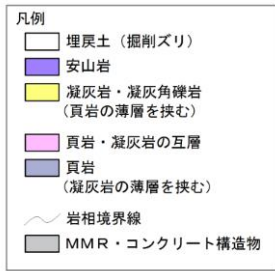 凡例
埋戻土（掘削ズリ）
安山岩
凝灰岩・凝灰角礫岩
（頁岩の薄層を挟む）
頁岩・凝灰岩の互層
頁岩
（凝灰岩の薄層を挟む）
岩相境界線
ＭＭＲ・コンクリート構造物